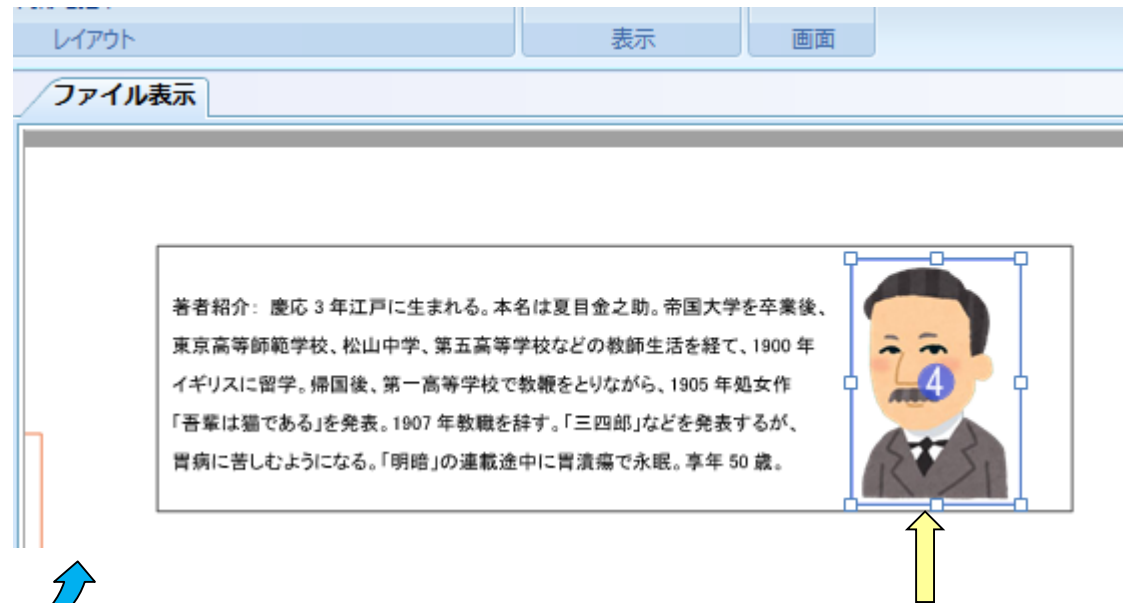 レイアウト
表示
画面
ファイル表示
著者紹介: 慶応 3 年江戸に生まれる。本名は夏目金之助。帝国大学を卒業後、
東京高等師範学校、松山中学、第五高等学校などの教師生活を経て、1900 年
イギリスに留学。帰国後、第一高等学校で教鞭をとりながら、1905 年処女作
「吾輩は猫である」を発表。1907 年教職を辞す。「三四郎」などを発表するが、
胃病に苦しむようになる。「明暗」の連載途中に胃潰瘍で永眠。享年 50 歳。
4